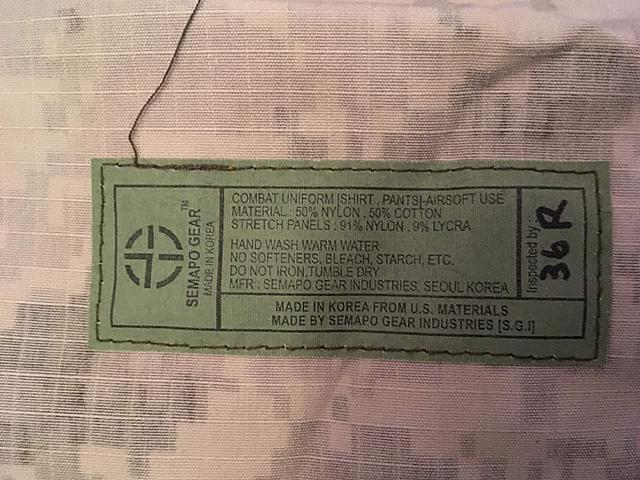 SEMAPO GEAR™
MADE IN KOREA
COMBAT UNIFORM [SHIRT , PANTS]-AIRSOFT USE
MATERIAL : 50% NYLON , 50% COTTON
STRETCH PANELS : 91% NYLON , 9% LYCRA
HAND WASH WARM WATER
NO SOFTENERS, BLEACH, STARCH, ETC.
DO NOT IRON,TUMBLE DRY
MFR : SEMAPO GEAR INDUSTRIES, SEOUL KOREA
Inspected by :
36R
MADE IN KOREA FROM U.S. MATERIALS
MADE BY SEMAPO GEAR INDUSTRIES [S.G.I]